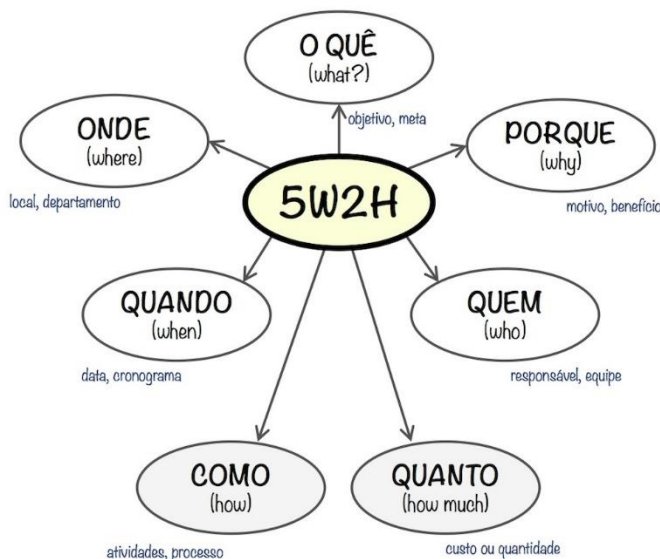 O QUÊ
(what?)
objetivo, meta
ONDE
(where)
local, departamento
PORQUE
(why)
motivo, benefício
5W2H
QUANDO
(when)
data, cronograma
QUEM
(who)
responsável, equipe
COMO
(how)
atividades, processo
QUANTO
(how much)
custo ou quantidade